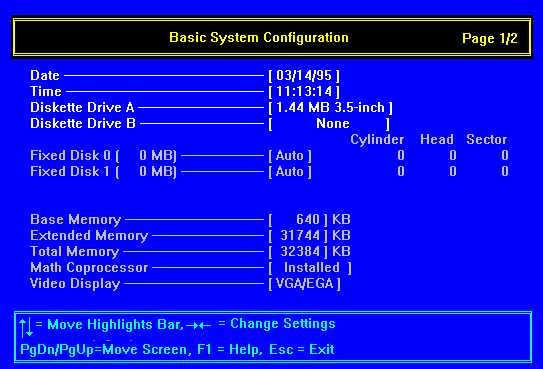 Basic System Configuration Page 1/2
Date [ 03/14/95 ]
Time [ 11:13:14 ]
Diskette Drive A [ 1.44 MB 3.5-inch ]
Diskette Drive B [ None ]
Cylinder Head Sector
Fixed Disk 0 [ 0 MB) [ Auto ] 0 0 0
Fixed Disk 1 [ 0 MB) [ Auto ] 0 0 0
Base Memory [ 640 ] KB
Extended Memory [ 31744 ] KB
Total Memory [ 32384 ] KB
Math Coprocessor [ Installed ]
Video Display [ VGA/EGA ]
↑↓ = Move Highlights Bar, →← = Change Settings
PgDn/PgUp=Move Screen, F1 = Help, Esc = Exit